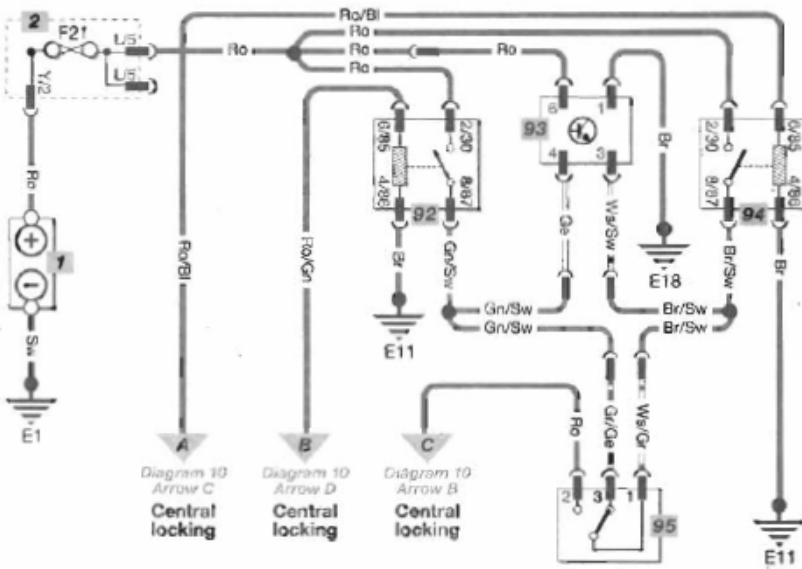 Ro/Bl
2
F21
L/5
L/5
Y/2
Ro
Ro
Ro
Ro
Ro
Ro
1
Sw
E1
Ro/Bl
Ro/Gn
6/85
2/30
4/86
8/87
92
Br
Gn/Sw
E11
93
6
1
4
3
Ge
Ws/Sw
Br
E18
2/30
6/85
8/87
4/86
94
Br/Sw
Br
Gn/Sw
Gn/Sw
Br/Sw
Br/Sw
Ro
Gr/Ge
Ws/Gr
2
3
1
95
E11
A
Diagram 10
Arrow C
Central
locking
B
Diagram 10
Arrow D
Central
locking
C
Diagram 10
Arrow B
Central
locking